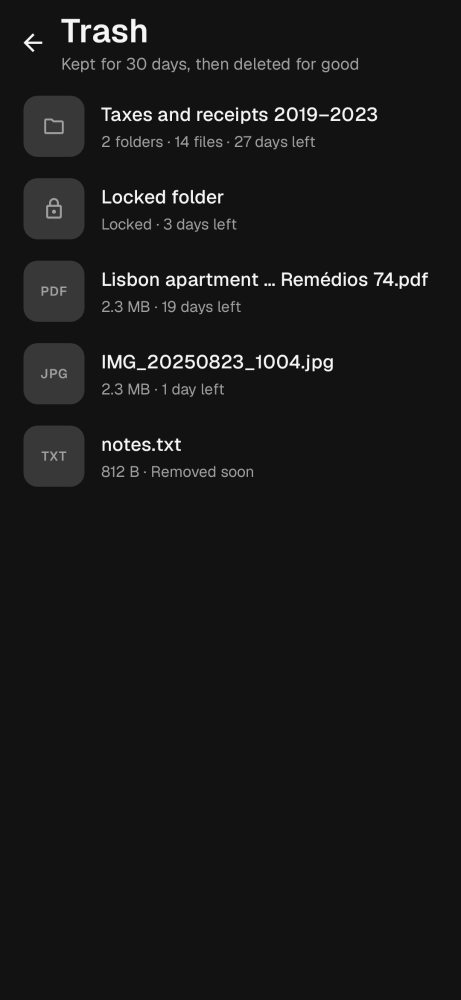 Trash
Kept for 30 days, then deleted for good
Taxes and receipts 2019–2023
2 folders · 14 files · 27 days left
Locked folder
Locked · 3 days left
PDF
Lisbon apartment … Remédios 74.pdf
2.3 MB · 19 days left
JPG
IMG_20250823_1004.jpg
2.3 MB · 1 day left
TXT
notes.txt
812 B · Removed soon